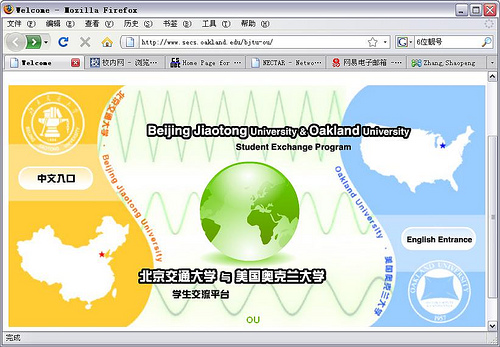 Welcome - Mozilla Firefox
文件(F) 编辑(E) 查看(V) 历史(S) 书签(B) 工具(T) 帮助(H)
http://www.secs.oakland.edu/bjtu-ou/
6位靓号
Welcome
校内网 - 浏览...
Home Page for ...
NECTAR - Netwo...
网易电子邮箱 -...
Zhang_Shaopeng
Beijing Jiaotong University & Oakland University
Student Exchange Program
北京交通大学 · Beijing Jiaotong University
Oakland University · 美国奥克兰大学
中文入口
English Entrance
北京交通大学 与 美国奥克兰大学
学生交流平台
OAKLAND UNIVERSITY
1957
OU
完成